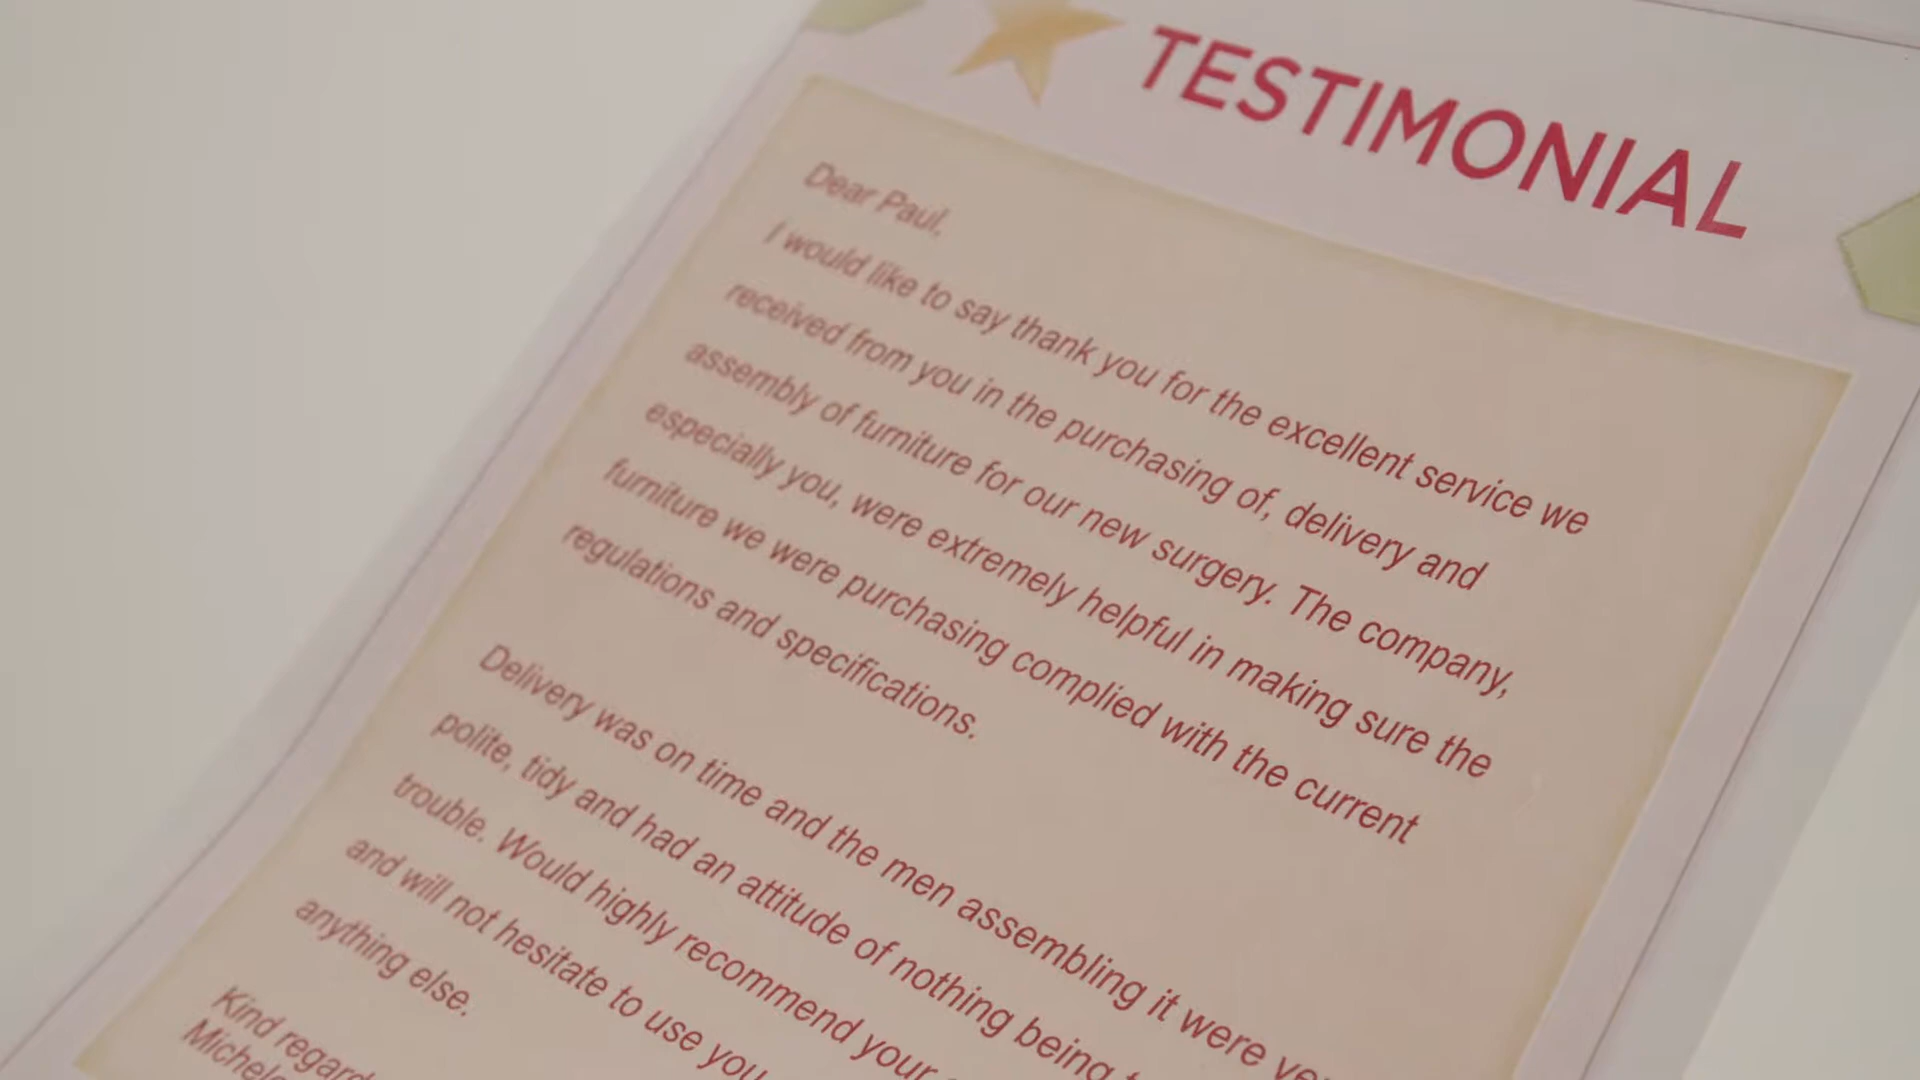 TESTIMONIAL
Dear Paul,
I would like to say thank you for the excellent service we
received from you in the purchasing of, delivery and
assembly of furniture for our new surgery. The company,
especially you, were extremely helpful in making sure the
furniture we were purchasing complied with the current
regulations and specifications.
Delivery was on time and the men assembling it were
polite, tidy and had an attitude of nothing being
trouble. Would highly recommend your
and will not hesitate to use you
anything else.
Kind